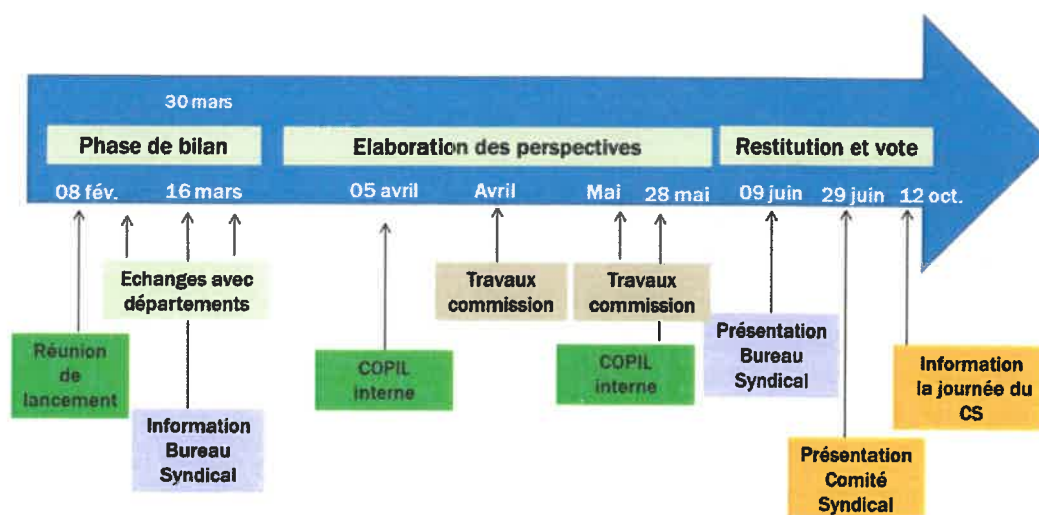 30 mars
Phase de bilan
Elaboration des perspectives
Restitution et vote
08 fév.
16 mars
05 avril
Avril
Mai
28 mai
09 juin
29 juin
12 oct.
Echanges avec
départements
Travaux
commission
Travaux
commission
Réunion
de
lancement
Information
Bureau
Syndical
COPIL
interne
COPIL
interne
Présentation
Bureau
Syndical
Information
la journée du
CS
Présentation
Comité
Syndical